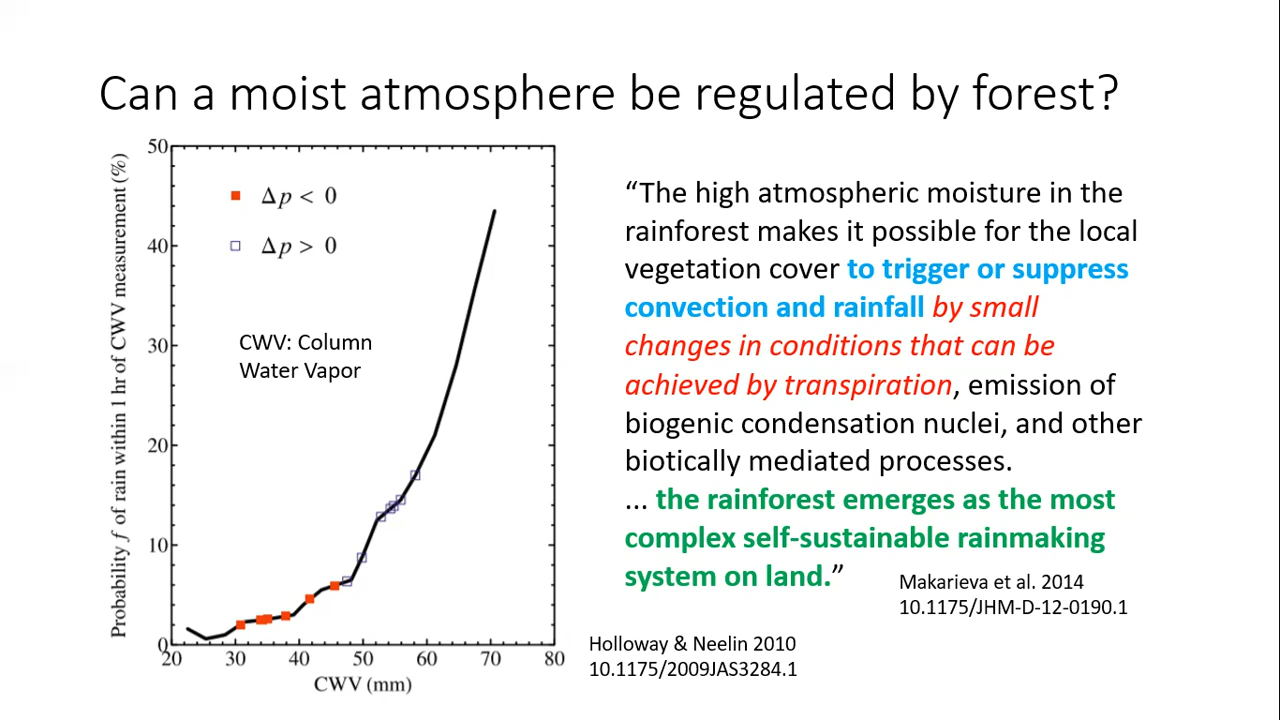 Can a moist atmosphere be regulated by forest?
50
40
30
20
10
0
20 30 40 50 60 70 80
Probability f of rain within 1 hr of CWV measurement (%)
CWV (mm)
Δp < 0
Δp > 0
CWV: Column
Water Vapor
“The high atmospheric moisture in the
rainforest makes it possible for the local
vegetation cover to trigger or suppress
convection and rainfall by small
changes in conditions that can be
achieved by transpiration, emission of
biogenic condensation nuclei, and other
biotically mediated processes.
... the rainforest emerges as the most
complex self-sustainable rainmaking
system on land.”
Makarieva et al. 2014
10.1175/JHM-D-12-0190.1
Holloway & Neelin 2010
10.1175/2009JAS3284.1